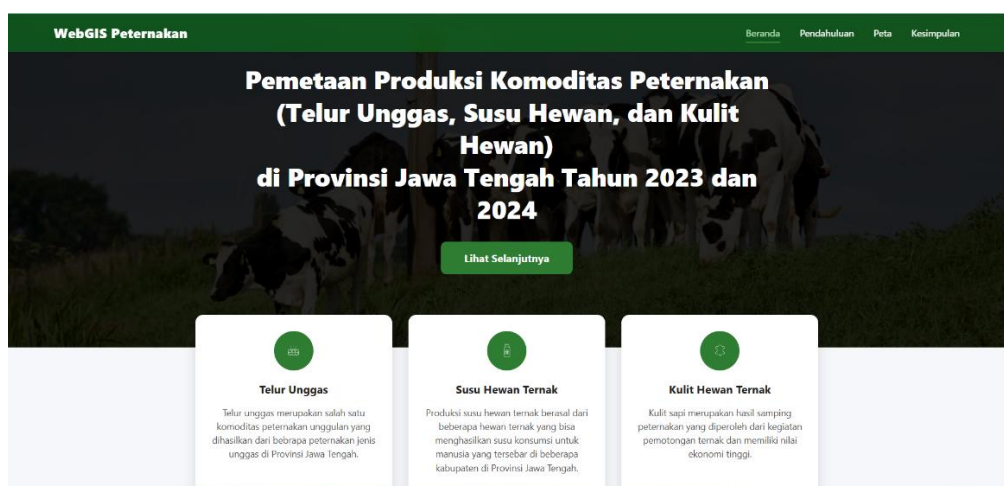 WebGIS Peternakan
Beranda Pendahuluan Peta Kesimpulan
Pemetaan Produksi Komoditas Peternakan
(Telur Unggas, Susu Hewan, dan Kulit
Hewan)
di Provinsi Jawa Tengah Tahun 2023 dan
2024
Lihat Selanjutnya
Telur Unggas
Telur unggas merupakan salah satu
komoditas peternakan unggulan yang
dihasilkan dari bebrapa peternakan jenis
unggas di Provinsi Jawa Tengah.
Susu Hewan Ternak
Produksi susu hewan ternak berasal dari
beberapa hewan ternak yang bisa
menghasilkan susu konsumsi untuk
manusia yang tersebar di beberapa
kabupaten di Provinsi Jawa Tengah.
Kulit Hewan Ternak
Kulit sapi merupakan hasil samping
peternakan yang diperoleh dari kegiatan
pemotongan ternak dan memiliki nilai
ekonomi tinggi.